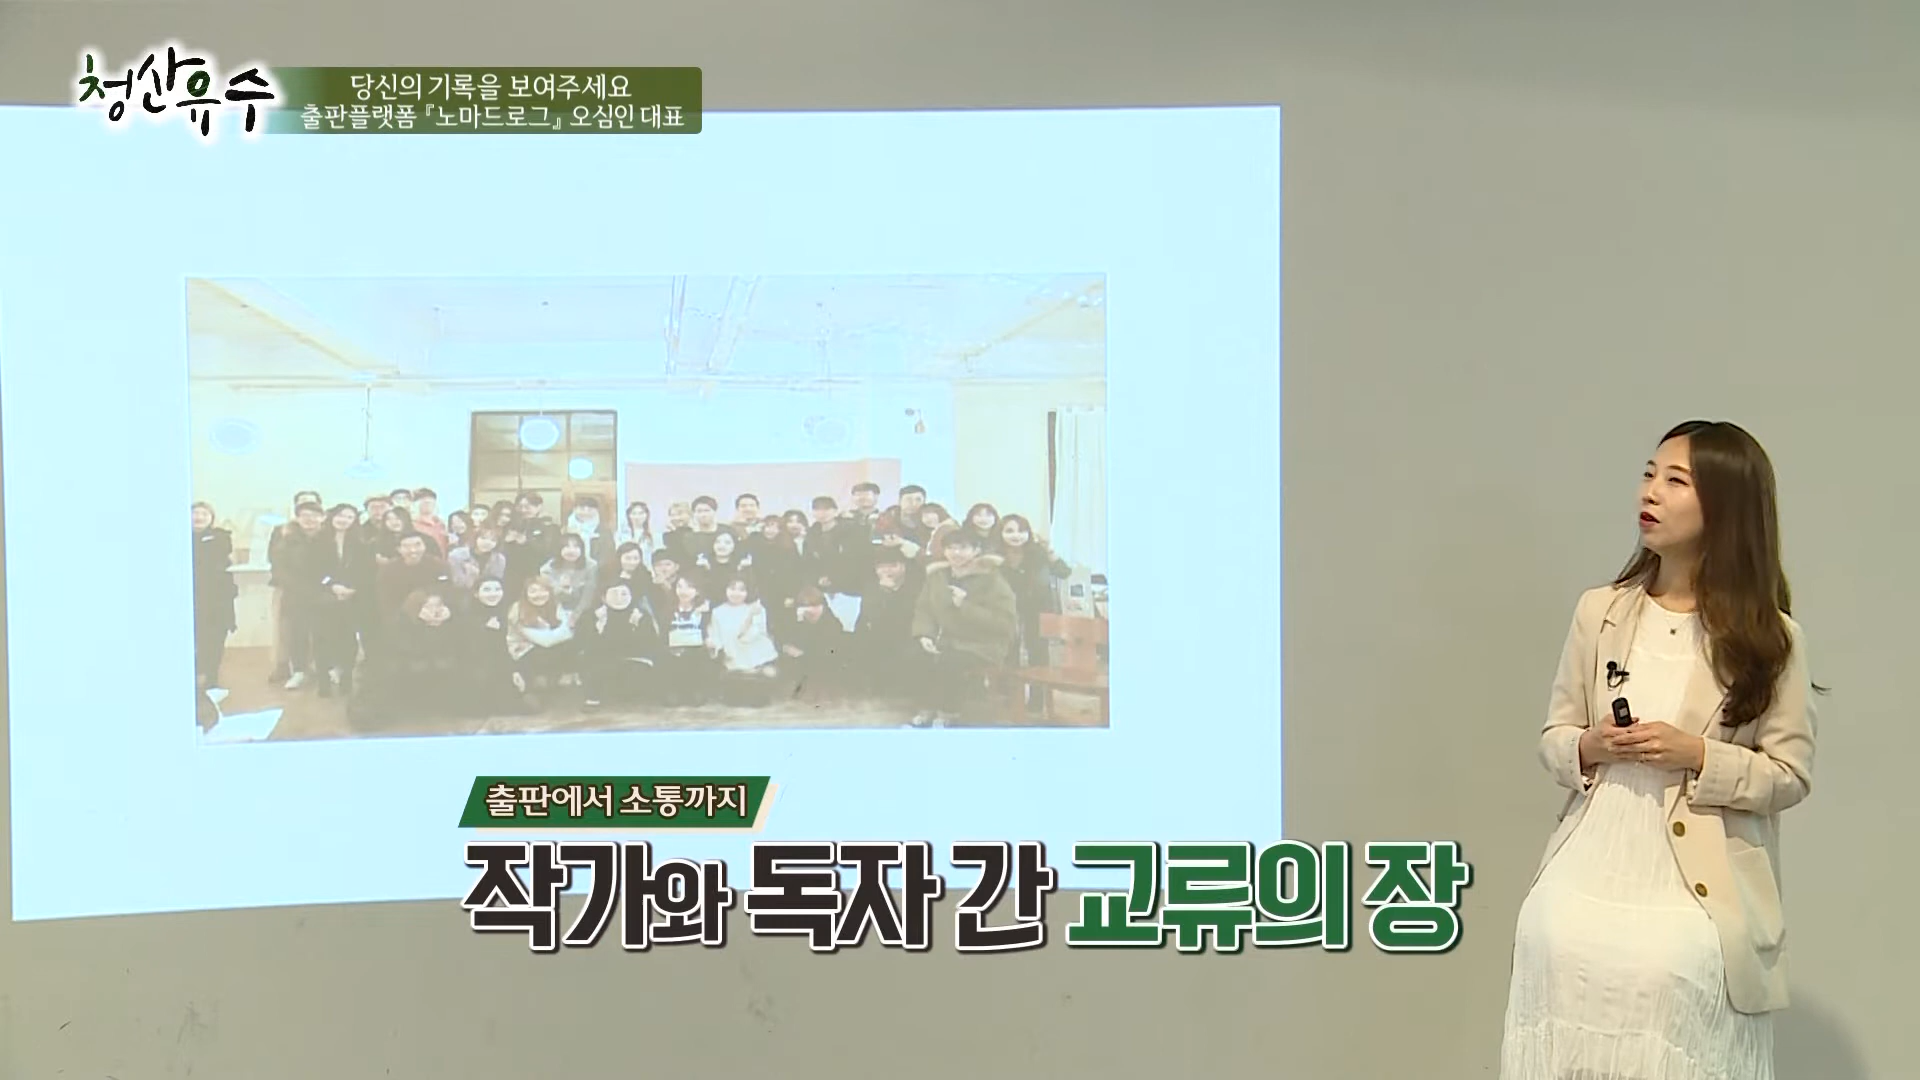 청산유수
당신의 기록을 보여주세요
출판플랫폼 『노마드로그』 오심인 대표
출판에서 소통까지
작가와 독자 간 교류의 장